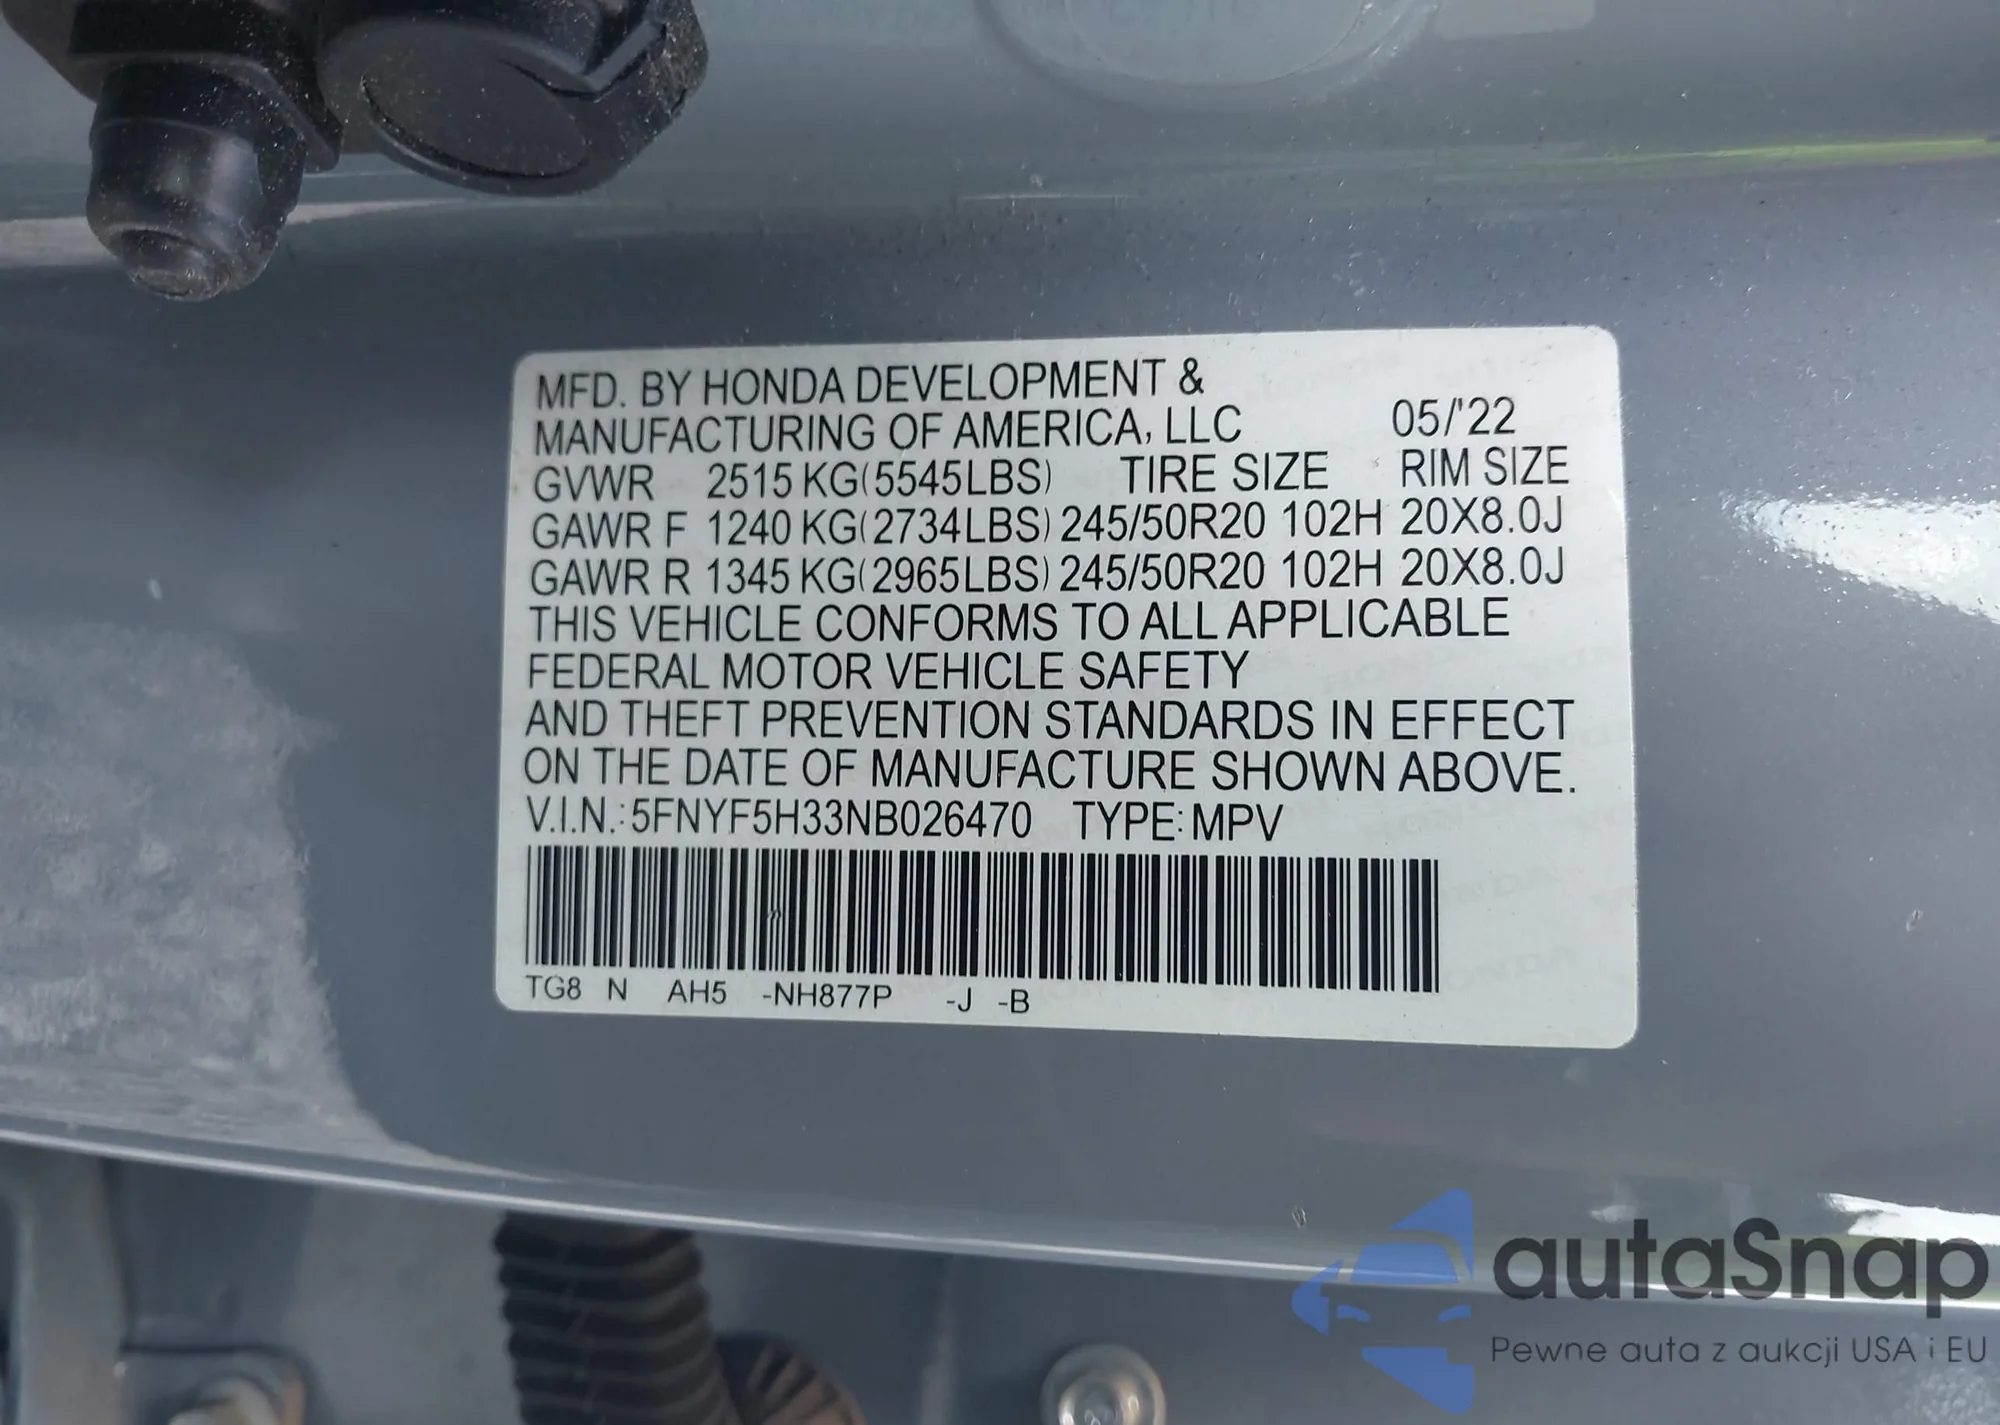 MFD. BY HONDA DEVELOPMENT &
MANUFACTURING OF AMERICA, LLC 05/'22
GVWR 2515 KG(5545LBS) TIRE SIZE RIM SIZE
GAWR F 1240 KG(2734LBS) 245/50R20 102H 20X8.0J
GAWR R 1345 KG(2965LBS) 245/50R20 102H 20X8.0J
THIS VEHICLE CONFORMS TO ALL APPLICABLE
FEDERAL MOTOR VEHICLE SAFETY
AND THEFT PREVENTION STANDARDS IN EFFECT
ON THE DATE OF MANUFACTURE SHOWN ABOVE.
V.I.N.: 5FNYF5H33NB026470 TYPE: MPV
TG8 N AH5 -NH877P -J -B
autaSnap
Pewne auta z aukcji USA i EU